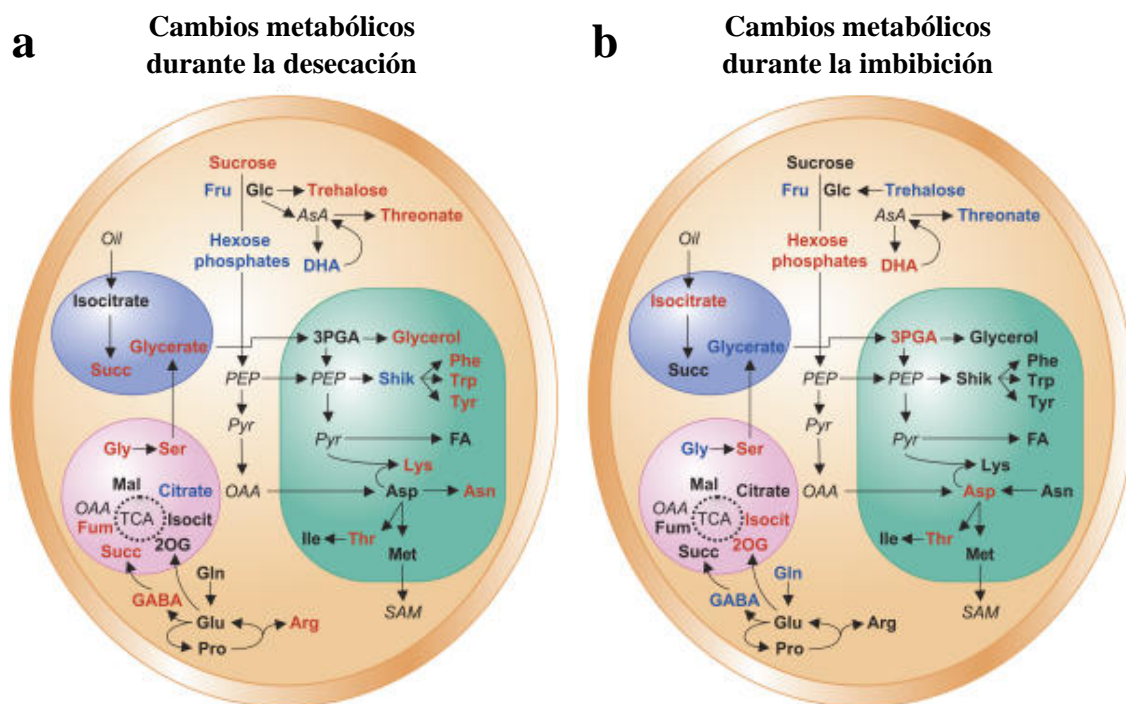 a
Cambios metabólicos
durante la desecación
Sucrose
Fru Glc Trehalose
AsA Threonate
Oil
Hexose
phosphates DHA
Isocitrate
Glycerate
Succ
3PGA Glycerol
PEP PEP Shik Phe
Trp
Tyr
Pyr Pyr FA
Gly Ser
Lys
Mal
Citrate
OAA Asp Asn
OAA
TCA Isocit
Fum
2OG
Succ
Ile Thr
Met
Gln
GABA
Glu Arg
SAM
Pro
b
Cambios metabólicos
durante la imbibición
Sucrose
Fru Glc Trehalose
AsA Threonate
Oil
Hexose
phosphates DHA
Isocitrate
Glycerate
Succ
3PGA Glycerol
PEP PEP Shik Phe
Trp
Tyr
Pyr Pyr FA
Gly Ser
Lys
Mal
Citrate
OAA Asp Asn
OAA
TCA Isocit
Fum
2OG
Succ
Ile Thr
Met
Gln
GABA
Glu Arg
SAM
Pro